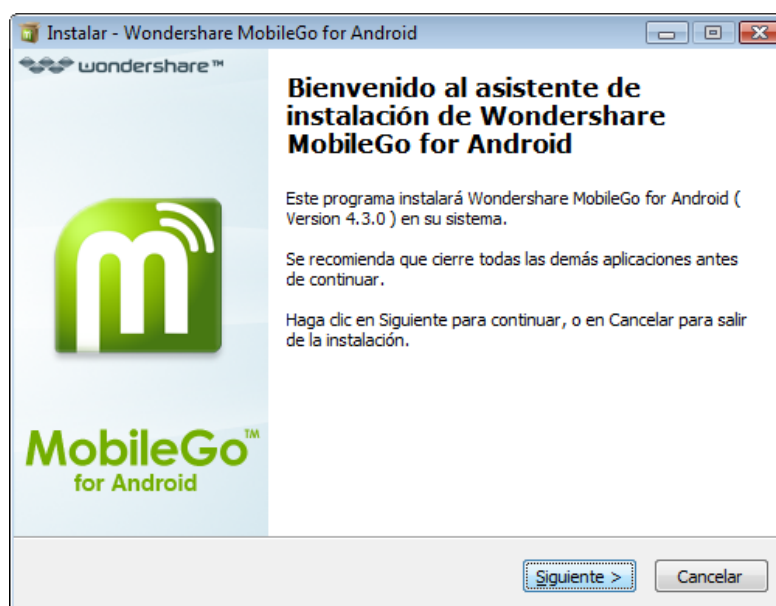 Instalar - Wondershare MobileGo for Android
wondershare™
Bienvenido al asistente de
instalación de Wondershare
MobileGo for Android
Este programa instalará Wondershare MobileGo for Android (
Version 4.3.0 ) en su sistema.
Se recomienda que cierre todas las demás aplicaciones antes
de continuar.
Haga clic en Siguiente para continuar, o en Cancelar para salir
de la instalación.
m
MobileGo™
for Android
Siguiente >
Cancelar